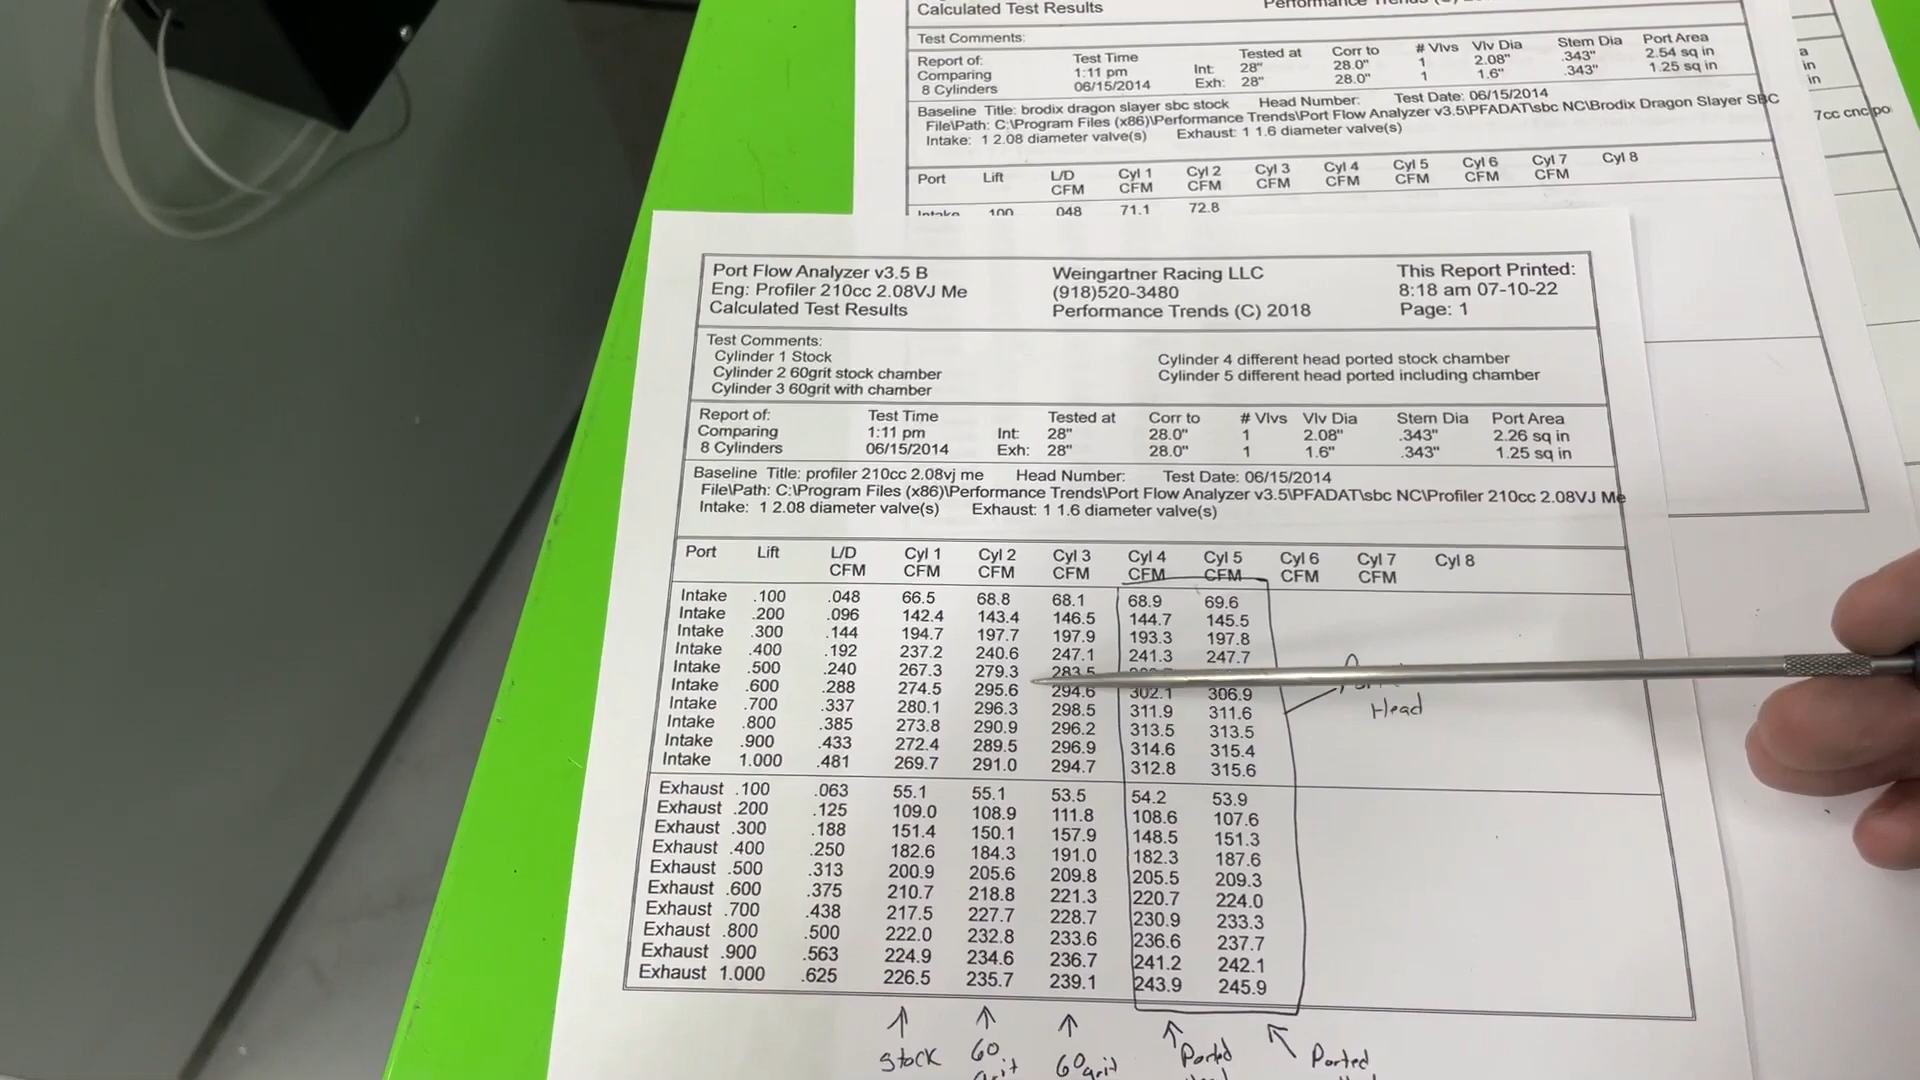 Calculated Test Results
Test Comments:
Report of: Test Time Tested at Corr to # Vlvs Vlv Dia Stem Dia Port Area
Comparing 1:11 pm Int: 28" 28.0" 1 2.08" .343" 2.54 sq in
8 Cylinders 06/15/2014 Exh: 28" 28.0" 1 1.6" .343" 1.25 sq in
Baseline Title: brodix dragon slayer sbc stock Head Number: Test Date: 06/15/2014
File\Path: C:\Program Files (x86)\Performance Trends\Port Flow Analyzer v3.5\PFADAT\sbc NC\Brodix Dragon Slayer SBC
Intake: 1 2.08 diameter valve(s) Exhaust: 1 1.6 diameter valve(s)
Port Lift L/D Cyl 1 Cyl 2 Cyl 3 Cyl 4 Cyl 5 Cyl 6 Cyl 7 Cyl 8
CFM CFM CFM CFM CFM CFM CFM CFM
Intake .100 .048 71.1 72.8
a
in
in
7cc cnc po
Port Flow Analyzer v3.5 B Weingartner Racing LLC This Report Printed:
Eng: Profiler 210cc 2.08VJ Me (918)520-3480 8:18 am 07-10-22
Calculated Test Results Performance Trends (C) 2018 Page: 1
Test Comments:
Cylinder 1 Stock Cylinder 4 different head ported stock chamber
Cylinder 2 60grit stock chamber Cylinder 5 different head ported including chamber
Cylinder 3 60grit with chamber
Report of: Test Time Tested at Corr to # Vlvs Vlv Dia Stem Dia Port Area
Comparing 1:11 pm Int: 28" 28.0" 1 2.08" .343" 2.26 sq in
8 Cylinders 06/15/2014 Exh: 28" 28.0" 1 1.6" .343" 1.25 sq in
Baseline Title: profiler 210cc 2.08vj me Head Number: Test Date: 06/15/2014
File\Path: C:\Program Files (x86)\Performance Trends\Port Flow Analyzer v3.5\PFADAT\sbc NC\Profiler 210cc 2.08VJ Me
Intake: 1 2.08 diameter valve(s) Exhaust: 1 1.6 diameter valve(s)
Port Lift L/D Cyl 1 Cyl 2 Cyl 3 Cyl 4 Cyl 5 Cyl 6 Cyl 7 Cyl 8
CFM CFM CFM CFM CFM CFM CFM CFM
Intake .100 .048 66.5 68.8 68.1 68.9 69.6
Intake .200 .096 142.4 143.4 146.5 144.7 145.5
Intake .300 .144 194.7 197.7 197.9 193.3 197.8
Intake .400 .192 237.2 240.6 247.1 241.3 247.7
Intake .500 .240 267.3 279.3 283.5
Intake .600 .288 274.5 295.6 294.6 302.1 306.9
Intake .700 .337 280.1 296.3 298.5 311.9 311.6
Intake .800 .385 273.8 290.9 296.2 313.5 313.5
Intake .900 .433 272.4 289.5 296.9 314.6 315.4
Intake 1.000 .481 269.7 291.0 294.7 312.8 315.6
Head
Exhaust .100 .063 55.1 55.1 53.5 54.2 53.9
Exhaust .200 .125 109.0 108.9 111.8 108.6 107.6
Exhaust .300 .188 151.4 150.1 157.9 148.5 151.3
Exhaust .400 .250 182.6 184.3 191.0 182.3 187.6
Exhaust .500 .313 200.9 205.6 209.8 205.5 209.3
Exhaust .600 .375 210.7 218.8 221.3 220.7 224.0
Exhaust .700 .438 217.5 227.7 228.7 230.9 233.3
Exhaust .800 .500 222.0 232.8 233.6 236.6 237.7
Exhaust .900 .563 224.9 234.6 236.7 241.2 242.1
Exhaust 1.000 .625 226.5 235.7 239.1 243.9 245.9
Stock 60 60grit Ported Ported
grit